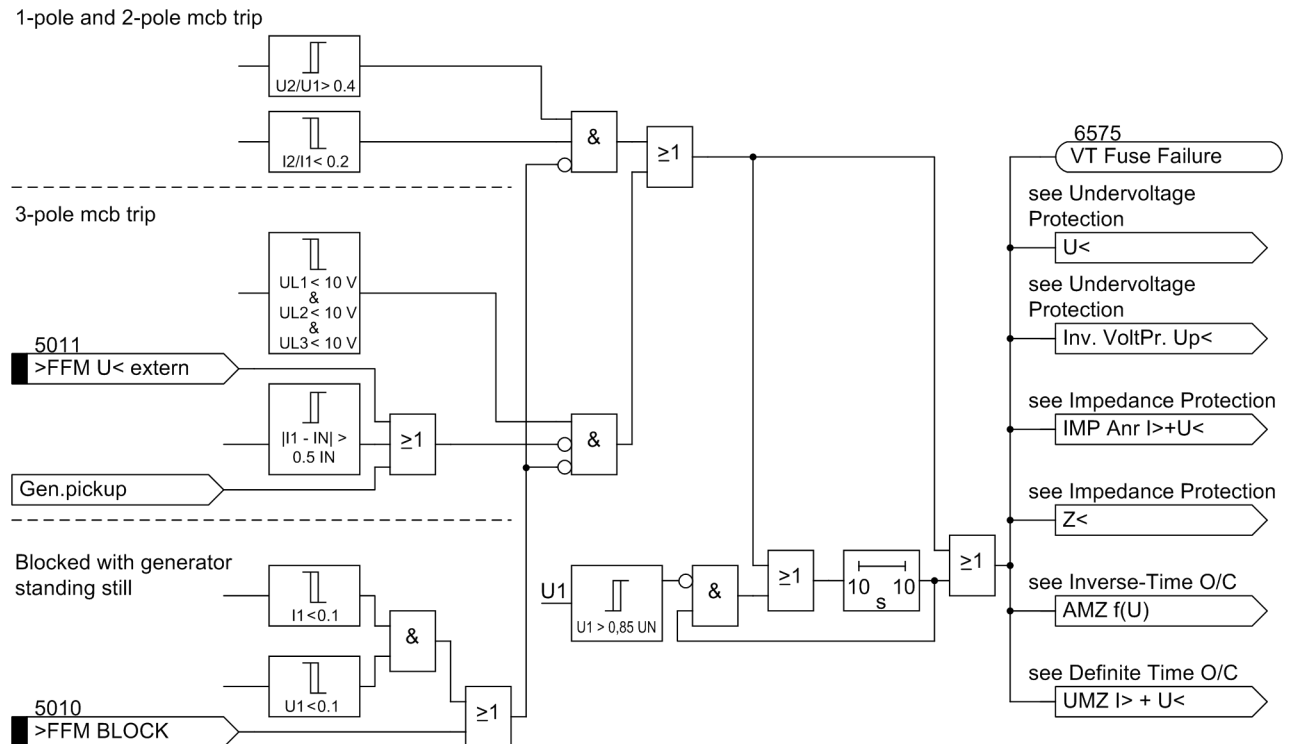 1-pole and 2-pole mcb trip
U2/U1> 0.4
I2/I1< 0.2
&
≥1
3-pole mcb trip
UL1< 10 V
&
UL2< 10 V
&
UL3< 10 V
5011
>FFM U< extern
|I1 - IN| >
0.5 IN
≥1
&
Gen.pickup
Blocked with generator
standing still
I1<0.1
&
U1<0.1
5010
>FFM BLOCK
≥1
U1
U1 > 0,85 UN
&
≥1
10 10
s
≥1
6575
VT Fuse Failure
see Undervoltage
Protection
U<
see Undervoltage
Protection
Inv. VoltPr. Up<
see Impedance Protection
IMP Anr I>+U<
see Impedance Protection
Z<
see Inverse-Time O/C
AMZ f(U)
see Definite Time O/C
UMZ I> + U<